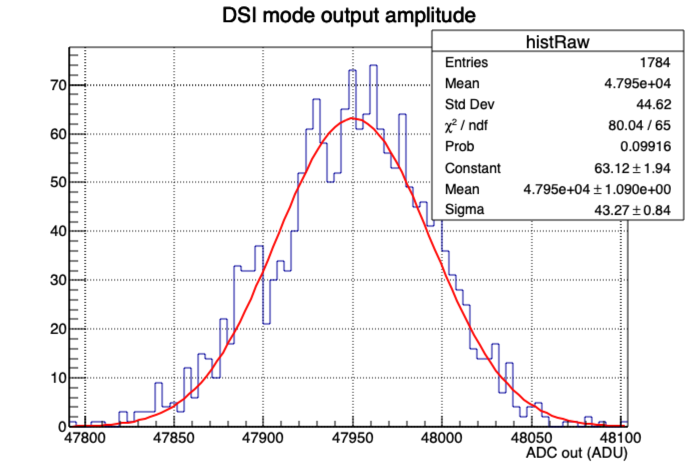 DSI mode output amplitude
histRaw
Entries 1784
Mean 4.795e+04
Std Dev 44.62
χ² / ndf 80.04 / 65
Prob 0.09916
Constant 63.12 ± 1.94
Mean 4.795e+04 ± 1.090e+00
Sigma 43.27 ± 0.84
70
60
50
40
30
20
10
0
47800 47850 47900 47950 48000 48050 48100
ADC out (ADU)